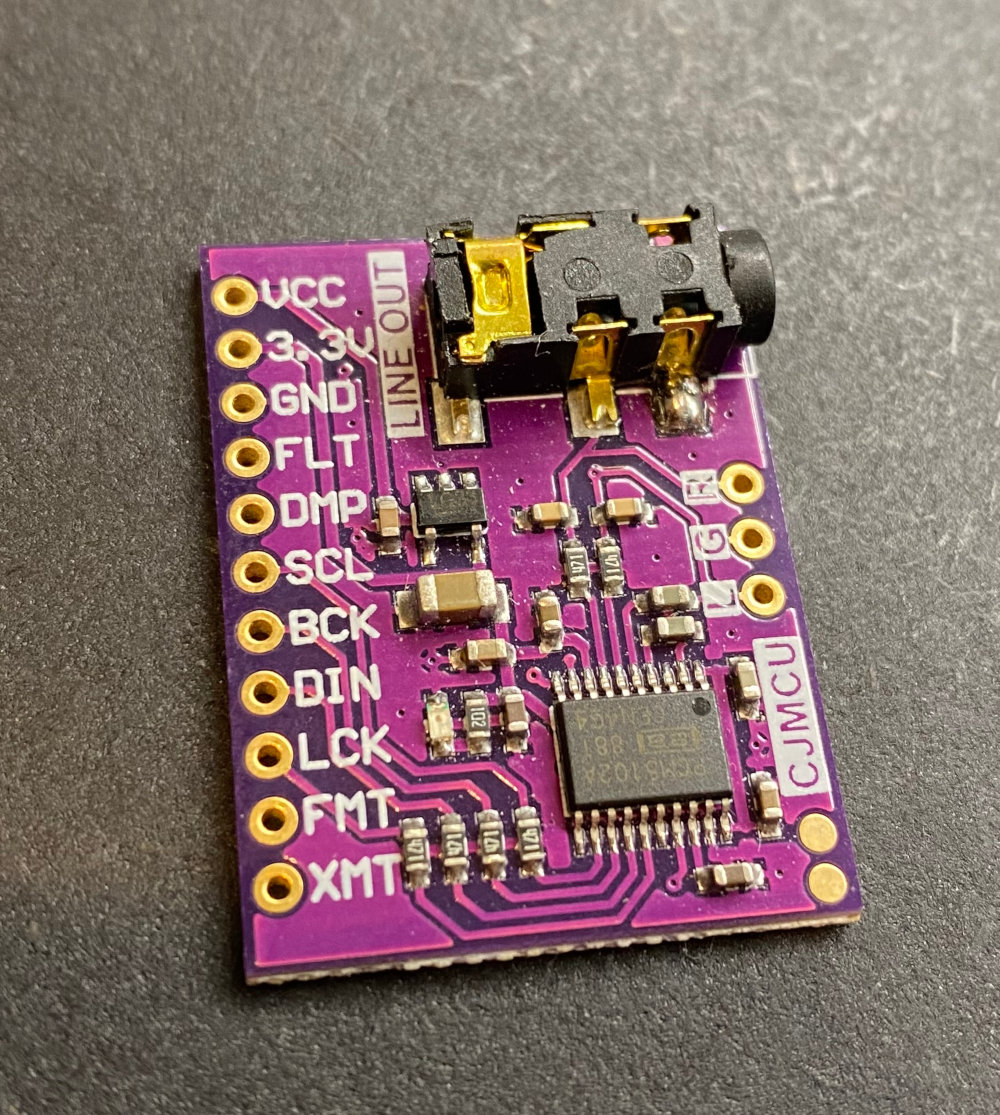 VCC
3.3V
GND
FLT
DMP
SCL
BCK
DIN
LCK
FMT
XMT
LINE OUT
R
G
L
CJMCU
471
471
102
471
471
471
471